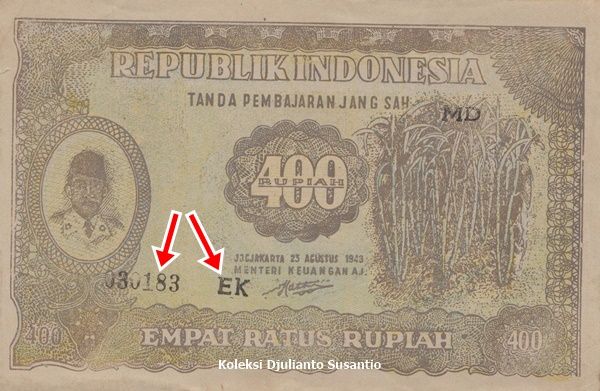 REPUBLIK INDONESIA
TANDA PEMBAJARAN JANG SAH
MD
400
RUPIAH
JOGJAKARTA 23 AGUSTUS 1948
MENTERI KEUANGAN A.J.
030183
EK
400
EMPAT RATUS RUPIAH
400
Koleksi Djulianto Susantio